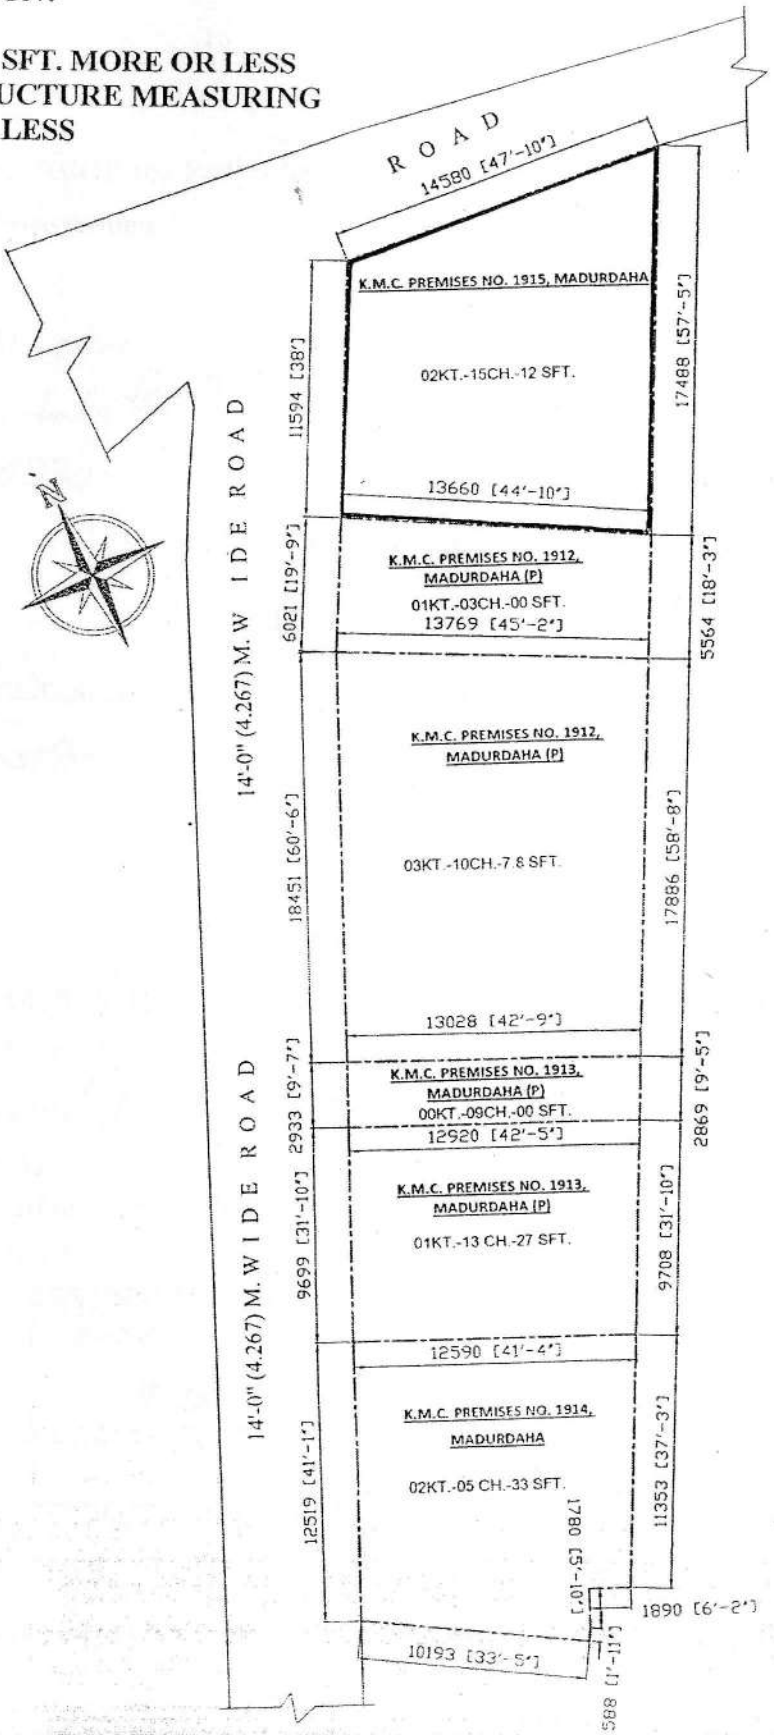 SFT. MORE OR LESS
UCTURE MEASURING
LESS
ROAD
14580 [47'-10"]
K.M.C. PREMISES NO. 1915, MADURDAHA
11594 [38']
17488 [57'-5"]
02KT.-15CH.-12 SFT.
13660 [44'-10"]
N
14'-0" (4.267) M.W IDE ROAD
6021 [19'-9"]
5564 [18'-3"]
K.M.C. PREMISES NO. 1912,
MADURDAHA (P)
01KT.-03CH.-00 SFT.
13769 [45'-2"]
K.M.C. PREMISES NO. 1912,
MADURDAHA (P)
18451 [60'-6"]
17886 [58'-8"]
03KT.-10CH.-7.8 SFT.
13028 [42'-9"]
2933 [9'-7"]
2869 [9'-5"]
K.M.C. PREMISES NO. 1913,
MADURDAHA (P)
00KT.-09CH.-00 SFT.
12920 [42'-5"]
14'-0" (4.267) M. WIDE ROAD
9699 [31'-10"]
9708 [31'-10"]
K.M.C. PREMISES NO. 1913,
MADURDAHA (P)
01KT.-13 CH.-27 SFT.
12590 [41'-4"]
12519 [41'-1"]
11353 [37'-3"]
K.M.C. PREMISES NO. 1914,
MADURDAHA
02KT.-05 CH.-33 SFT.
1780 [5'-10"]
1890 [6'-2"]
10193 [33'-5"]
588 [1'-11"]